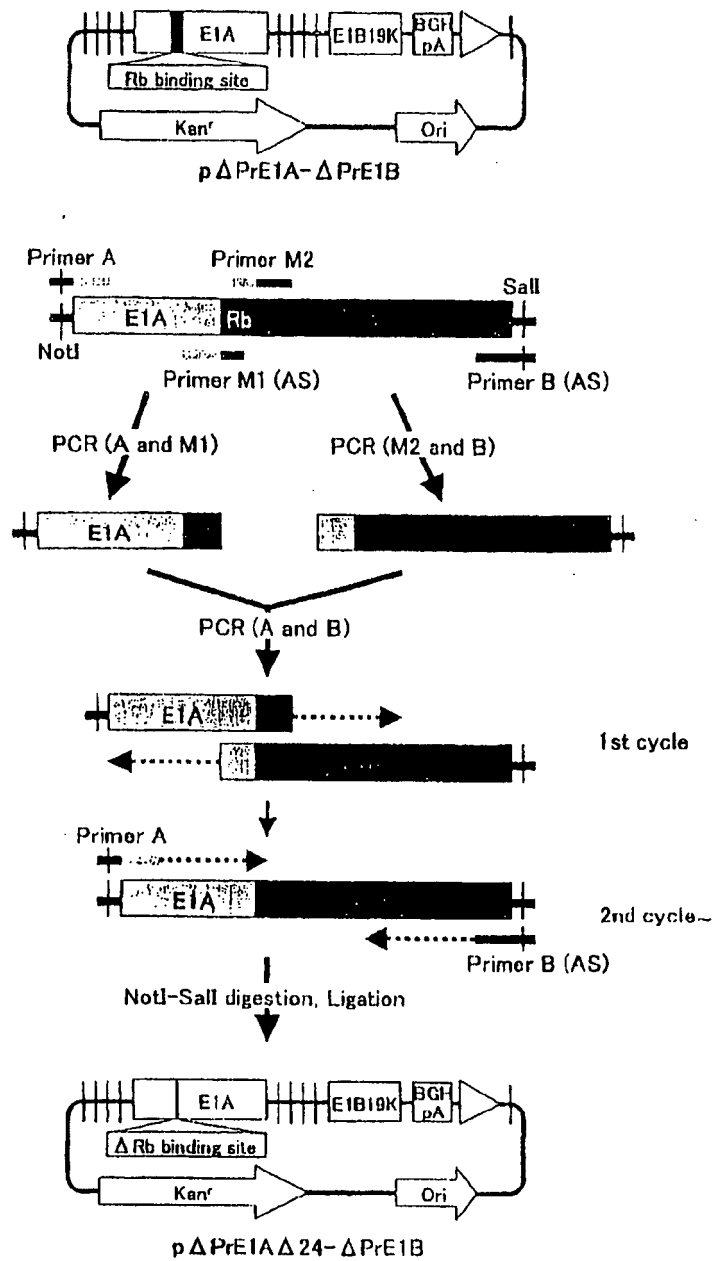 E1A
E1B19K
BGH
pA
Rb binding site
Kanʳ
Ori
pΔPrE1A-ΔPrE1B
Primer A
Primer M2
SalI
E1A
Rb
NotI
Primer M1 (AS)
Primer B (AS)
PCR (A and M1)
PCR (M2 and B)
E1A
PCR (A and B)
E1A
1st cycle
Primer A
E1A
2nd cycle~
Primer B (AS)
NotI-SalI digestion, Ligation
E1A
E1B19K
BGH
pA
ΔRb binding site
Kanʳ
Ori
pΔPrE1AΔ24-ΔPrE1B